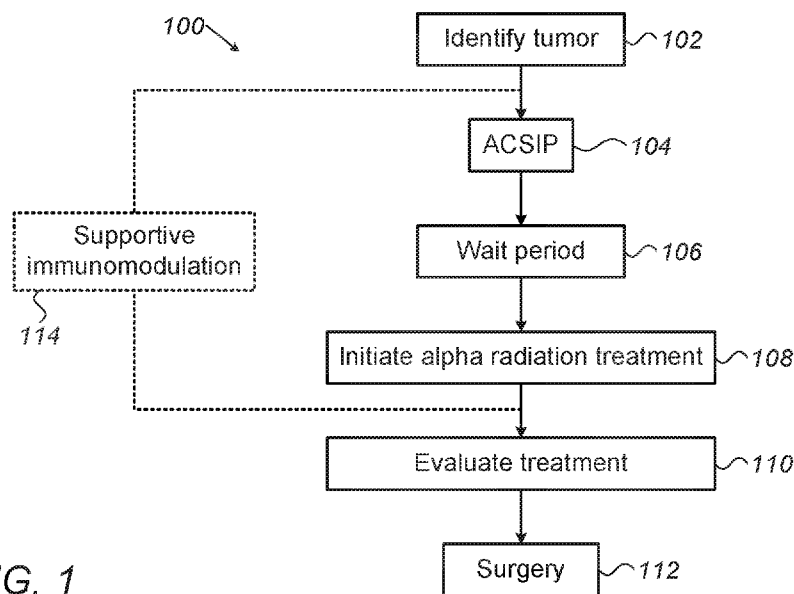 100
Identify tumor 102
ACSIP 104
Wait period 106
Supportive
immunomodulation
114
Initiate alpha radiation treatment 108
Evaluate treatment 110
Surgery 112
G. 1